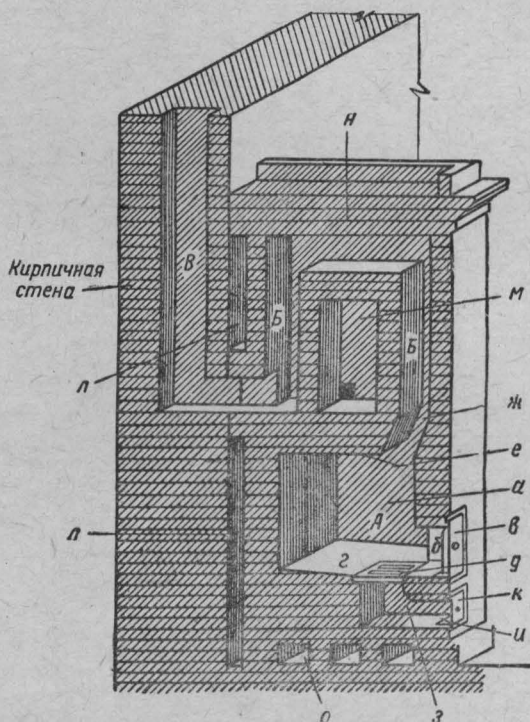 н
Кирпичная
стена
В
Б
м
Б
п
ж
е
а
А
в
б
п
г
д
к
и
о
з